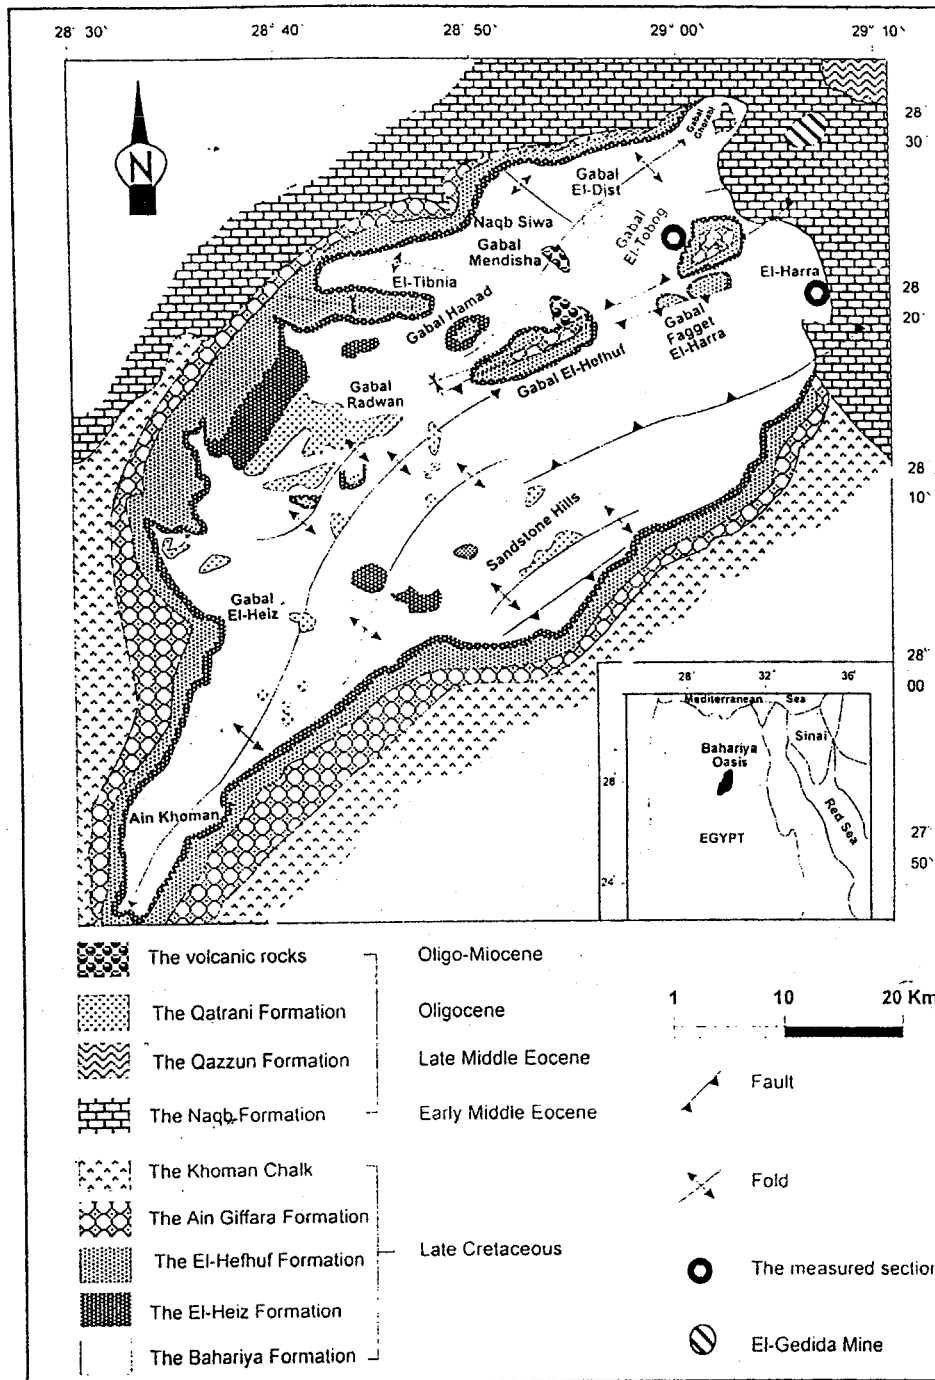 28° 30' 28° 40' 28° 50' 29° 00' 29° 10'
28°
30'
N
Gabal
Ghorabi
Gabal
El-Dist
Naqb Siwa
Gabal
Mendisha
Gabal
El-Tobog
El-Tibnia
El-Harra
28
20'
Gabal Hamad
Gabal
Fagget
El-Harra
Gabal El-Hefhuf
Gabal
Radwan
28
10'
Sandstone Hills
Gabal
El-Heiz
28°
00
Ain Khoman
27
50'
28' 32' 36'
Mediterranean Sea
Sinai
Bahariya
Oasis
28
Red Sea
EGYPT
24
The volcanic rocks Oligo-Miocene
The Qatrani Formation Oligocene
The Qazzun Formation Late Middle Eocene
The Naqb Formation Early Middle Eocene
The Khoman Chalk
The Ain Giffara Formation
The El-Hefhuf Formation Late Cretaceous
The El-Heiz Formation
The Bahariya Formation
1 10 20 Km
Fault
Fold
The measured section
El-Gedida Mine